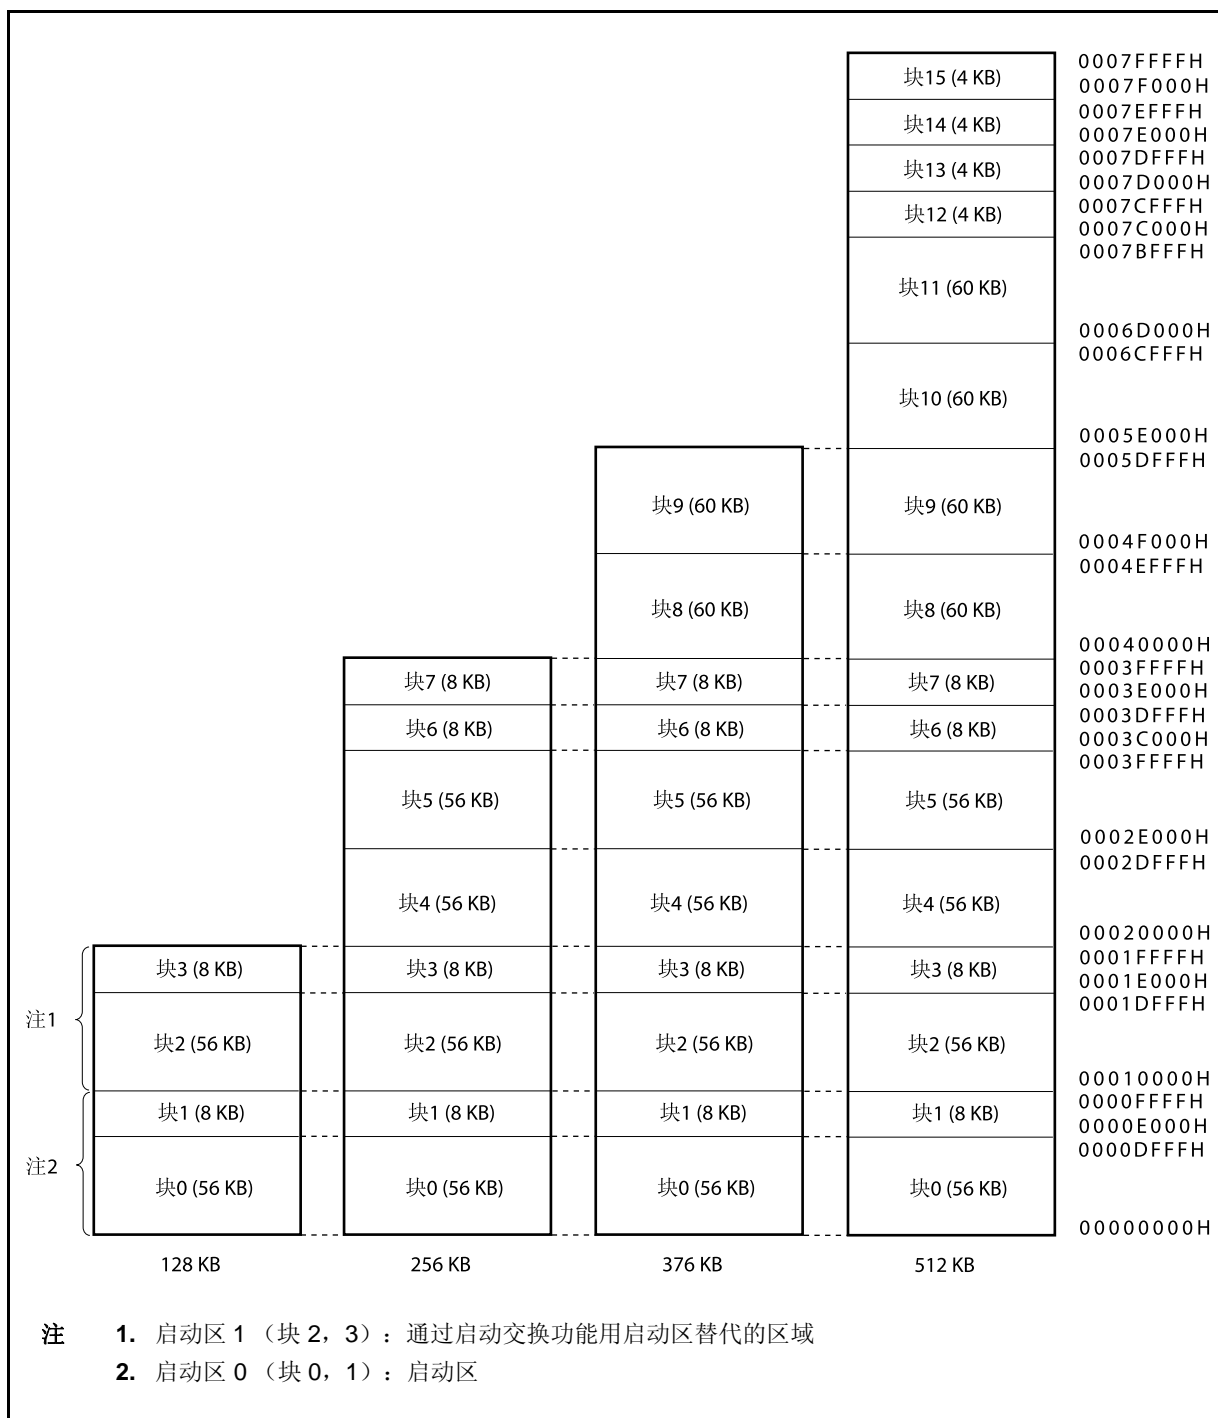 0007FFFFH
块15 (4 KB)
0007F000H
0007EFFFH
块14 (4 KB)
0007E000H
0007DFFFH
块13 (4 KB)
0007D000H
0007CFFFH
块12 (4 KB)
0007C000H
0007BFFFH
块11 (60 KB)
0006D000H
0006CFFFH
块10 (60 KB)
0005E000H
0005DFFFH
块9 (60 KB) 块9 (60 KB)
0004F000H
0004EFFFH
块8 (60 KB) 块8 (60 KB)
00040000H
0003FFFFH
块7 (8 KB) 块7 (8 KB) 块7 (8 KB)
0003E000H
0003DFFFH
块6 (8 KB) 块6 (8 KB) 块6 (8 KB)
0003C000H
0003FFFFH
块5 (56 KB) 块5 (56 KB) 块5 (56 KB)
0002E000H
0002DFFFH
块4 (56 KB) 块4 (56 KB) 块4 (56 KB)
00020000H
0001FFFFH
块3 (8 KB) 块3 (8 KB) 块3 (8 KB) 块3 (8 KB)
0001E000H
0001DFFFH
注1
块2 (56 KB) 块2 (56 KB) 块2 (56 KB) 块2 (56 KB)
00010000H
0000FFFFH
块1 (8 KB) 块1 (8 KB) 块1 (8 KB) 块1 (8 KB)
0000E000H
0000DFFFH
注2
块0 (56 KB) 块0 (56 KB) 块0 (56 KB) 块0 (56 KB)
00000000H
128 KB 256 KB 376 KB 512 KB
注 1. 启动区 1 （块 2，3）：通过启动交换功能用启动区替代的区域
2. 启动区 0 （块 0，1）：启动区